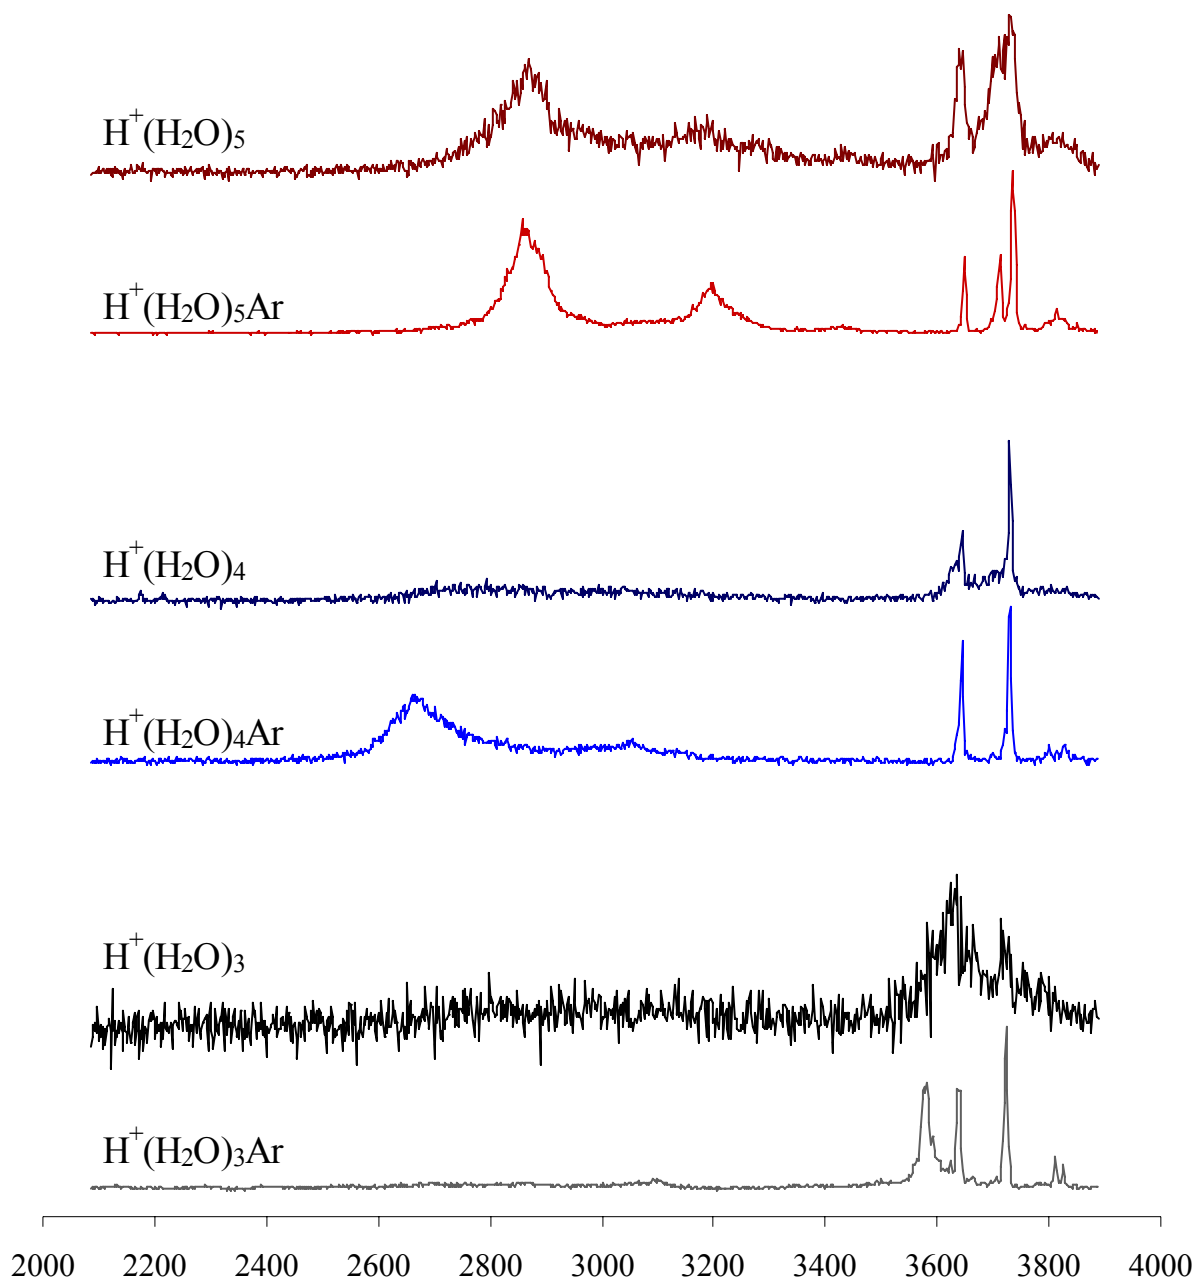 H⁺(H₂O)₅
H⁺(H₂O)₅Ar
H⁺(H₂O)₄
H⁺(H₂O)₄Ar
H⁺(H₂O)₃
H⁺(H₂O)₃Ar
2000 2200 2400 2600 2800 3000 3200 3400 3600 3800 4000